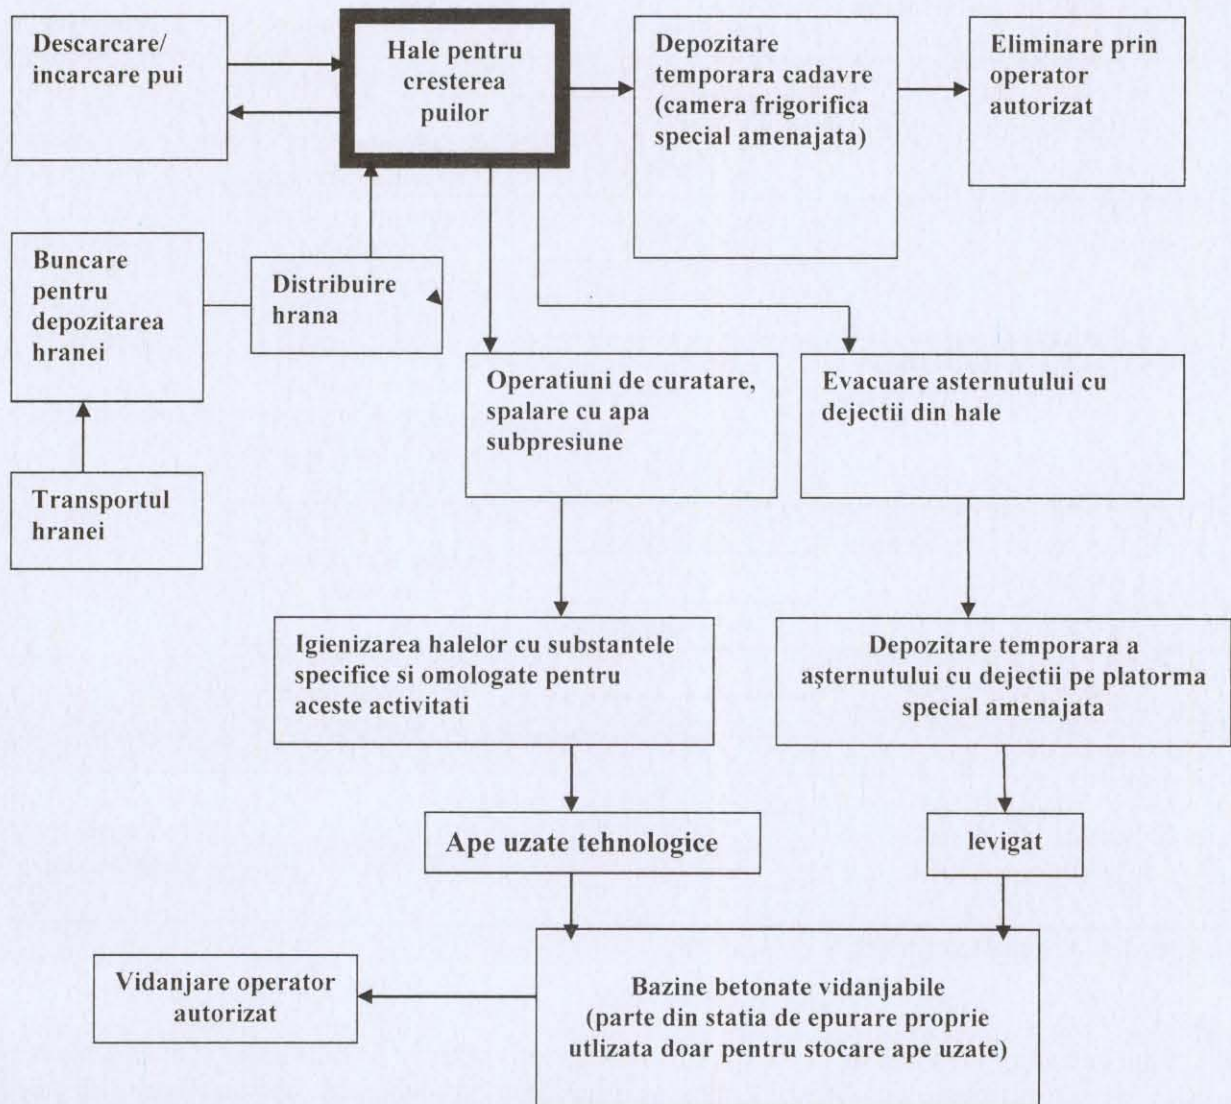 Descarcare/
incarcare pui
Hale pentru
cresterea
puilor
Depozitare
temporara cadavre
(camera frigorifica
special amenajata)
Eliminare prin
operator
autorizat
Buncare
pentru
depozitarea
hranei
Distribuire
hrana
Transportul
hranei
Operatiuni de curatare,
spalare cu apa
subpresiune
Evacuare asternutului cu
dejectii din hale
Igienizarea halelor cu substantele
specifice si omologate pentru
aceste activitati
Depozitare temporara a
așternutului cu dejectii pe platorma
special amenajata
Ape uzate tehnologice
levigat
Vidanjare operator
autorizat
Bazine betonate vidanjabile
(parte din statia de epurare proprie
utlizata doar pentru stocare ape uzate)